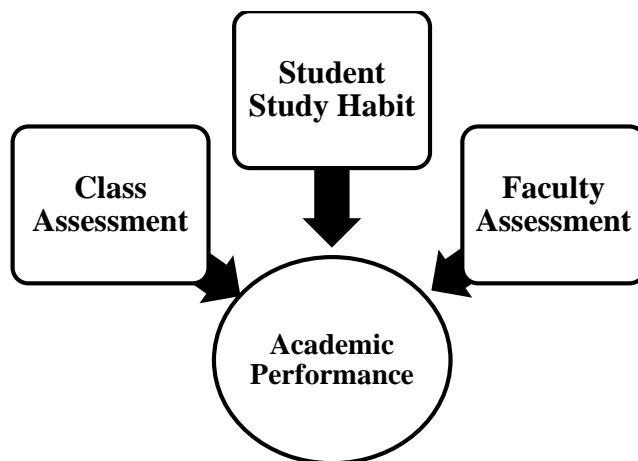 Student
Study Habit
Class
Assessment
Faculty
Assessment
Academic
Performance